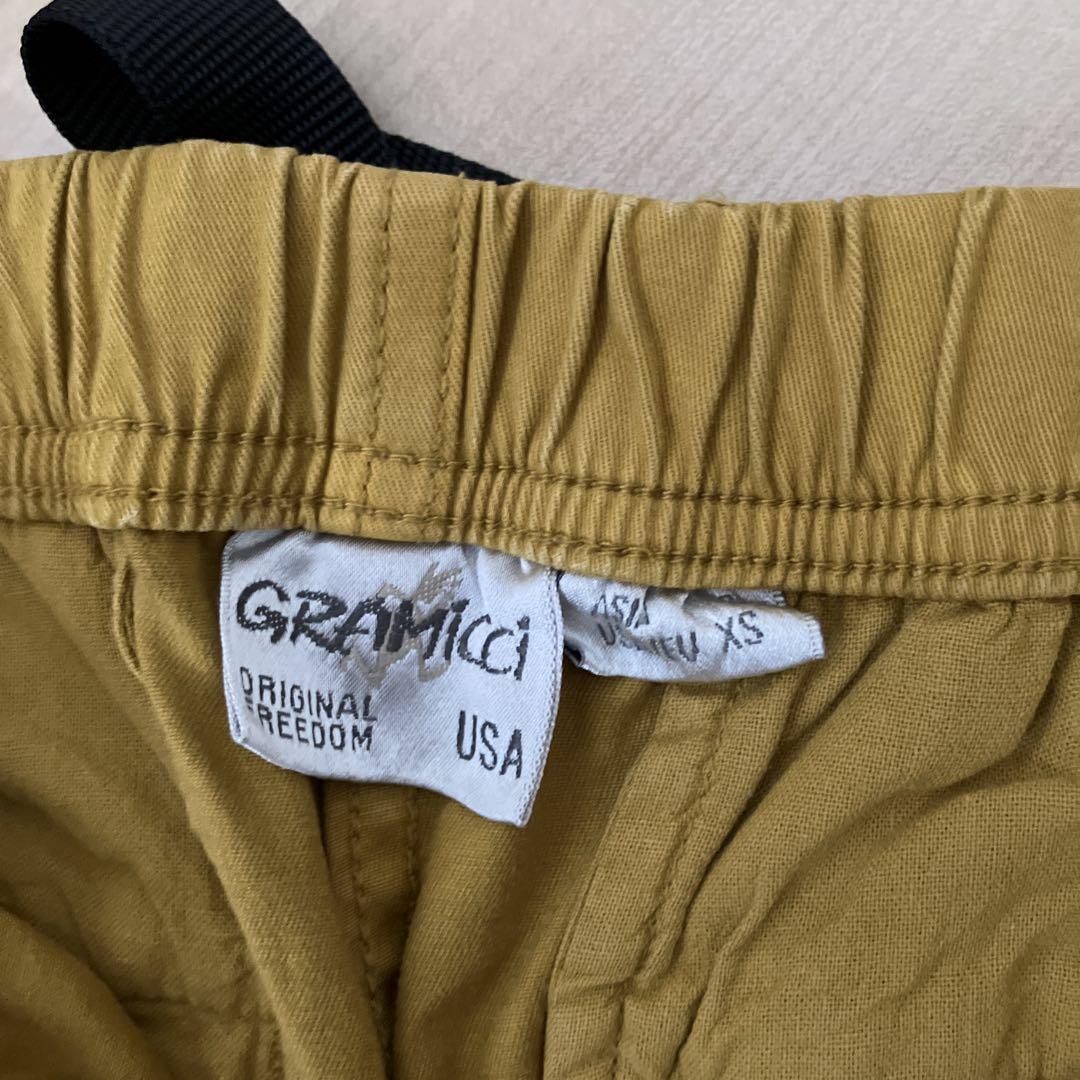 GRAMicci
ORIGINAL
FREEDOM
USA
ASIA
XS